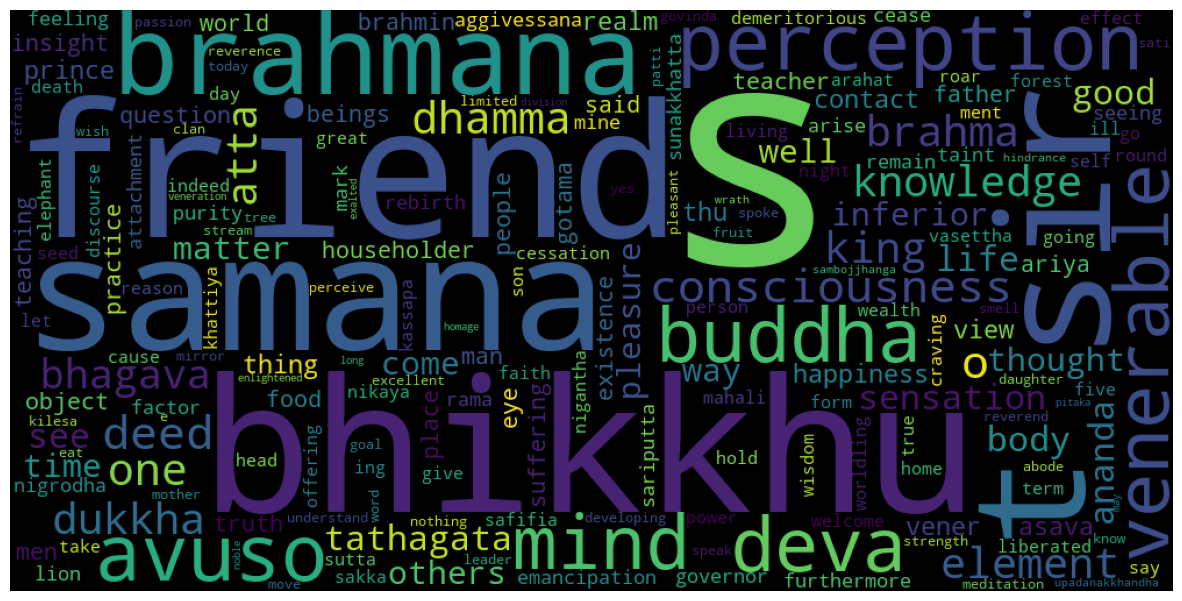 feeling
world
brahmin
aggivessana
realm
govinda
demeritorious
cease
effect
insight
passion
reverence
brahmana
perception
sati
prince
today
death
patti
teacher
arahat
roar
forest
refrain
day
limited
division
said
sunakkhatta
contact
father
good
question
atta
beings
dhamma
mine
ment
seeing
wish
clan
great
friend
S
living
well
arise
brahma
ill
go
sir
elephant
discourse
attachment
indeed
veneration
mark
exalted
rebirth
people
gotama
yes
pleasant
night
remain
taint
hindrance
self
round
knowledge
teaching
purity
tree
stream
wrath
spoke
thu
inferior
seed
practice
matter
householder
cessation
fruit
king
vasettha
going
reason
khattiya
samana
perceive
kassapa
son
existence
pleasure
sambojjhanga
life
ariya
venerable
let
homage
consciousness
person
wealth
smell
cause
mirror
long
buddha
craving
view
thing
come
man
nigantha
o
thought
bhagava
enlightened
excellent
faith
way
happiness
daughter
object
factor
food
nikaya
rama
eye
mahali
form
five
sensation
kilesa
e
place
reverend
pitaka
see
deed
bhikkhu
suffering
sariputta
true
t
ananda
body
eat
head
goal
ing
give
hold
wisdom
worldling
home
abode
time
one
offering
term
may
nigrodha
mother
word
know
dukkha
truth
understand
nothing
safifia
developing
power
welcome
vener
asava
men
take
noble
avuso
tathagata
mind
deva
strength
liberated
say
lion
sutta
leader
speak
element
move
sakka
others
emancipation
governor
furthermore
meditation
upadanakkhandha